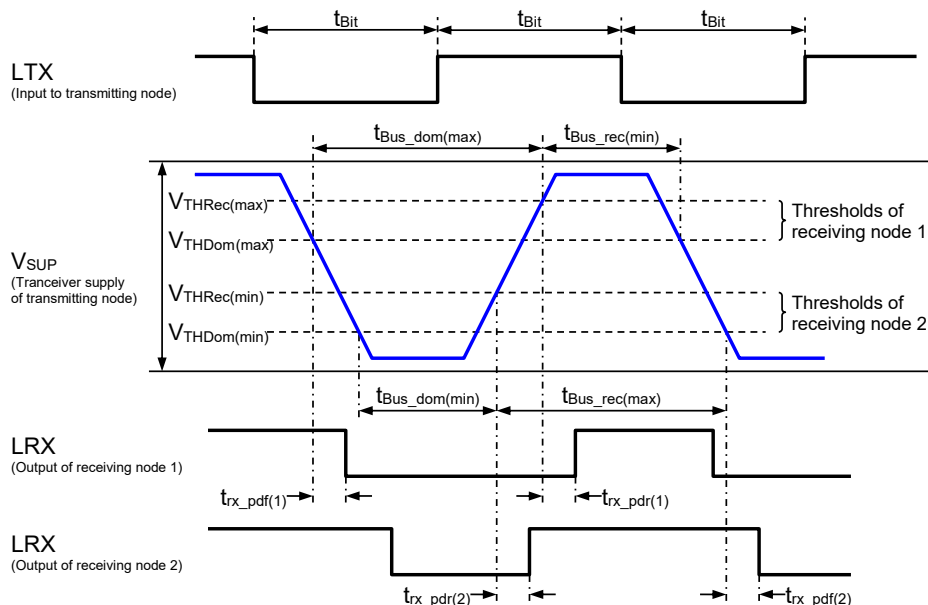 tBit tBit tBit
LTX
(Input to transmitting node)
tBus_dom(max) tBus_rec(min)
VTHRec(max)
VTHDom(max)
Thresholds of
receiving node 1
VSUP
(Tranceiver supply
of transmitting node)
VTHRec(min)
VTHDom(min)
Thresholds of
receiving node 2
tBus_dom(min) tBus_rec(max)
LRX
(Output of receiving node 1)
trx_pdf(1) trx_pdr(1)
LRX
(Output of receiving node 2)
trx_pdr(2) trx_pdf(2)